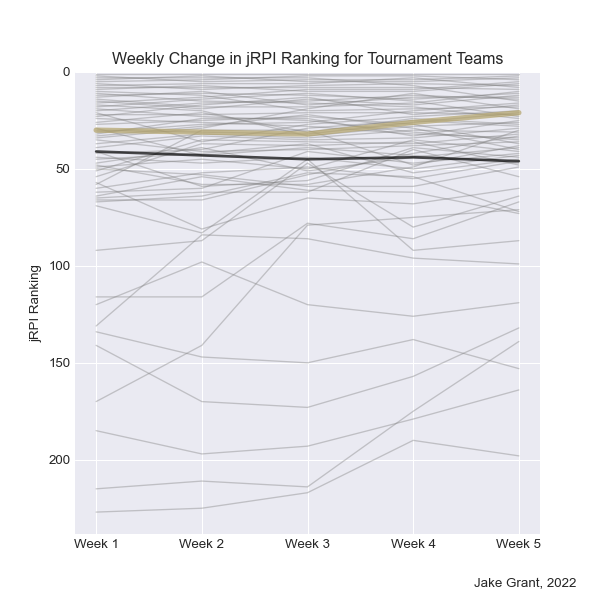 Weekly Change in jRPI Ranking for Tournament Teams
0
50
100
150
200
jRPI Ranking
Week 1 Week 2 Week 3 Week 4 Week 5
Jake Grant, 2022